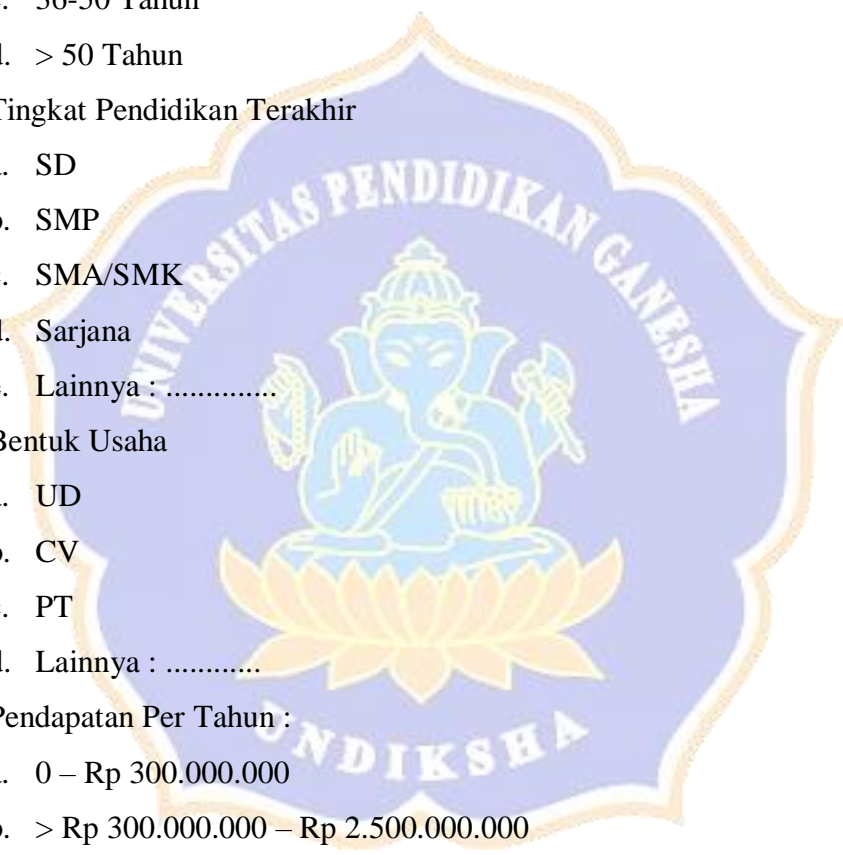 36-50 Tahun
d. > 50 Tahun
Tingkat Pendidikan Terakhir
SD
SMP
SMA/SMK
d. Sarjana
Lainnya : ..............
Bentuk Usaha
UD
CV
PT
d. Lainnya : ............
Pendapatan Per Tahun :
0 – Rp 300.000.000
> Rp 300.000.000 – Rp 2.500.000.000
UNIVERSITAS PENDIDIKAN GANESHA
UNDIKSHA